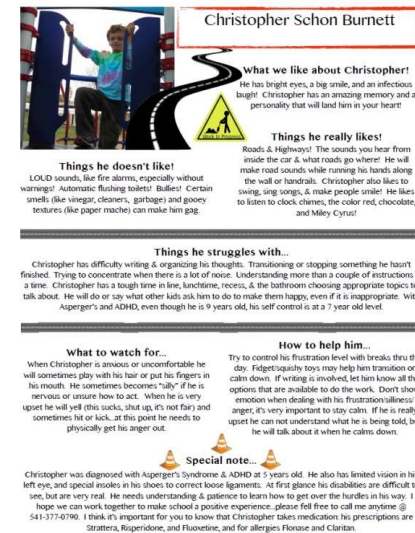 Christopher Schon Burnett
What we like about Christopher!
He has bright eyes, a big smile, and an infectious
laugh! Christopher has an amazing memory and a
personality that will land him in your heart!
Work In Progress
Things he really likes!
Roads & Highways! The sounds you hear from
inside the car & what roads go where! He will
make road sounds while running his hands along
the wall or handrails. Christopher also likes to
swing, sing songs, & make people smile! He likes
to listen to clock chimes, the color red, chocolate,
and Miley Cyrus!
Things he doesn't like!
LOUD sounds, like fire alarms, especially without
warnings! Automatic flushing toilets! Bullies! Certain
smells (like vinegar, cleaners, garbage) and gooey
textures (like paper mache) can make him gag.
Things he struggles with...
Christopher has difficulty writing & organizing his thoughts. Transitioning or stopping something he hasn't
finished. Trying to concentrate when there is a lot of noise. Understanding more than a couple of instructions
a time. Christopher has a tough time in line, lunchtime, recess, & the bathroom choosing appropriate topics to
talk about. He will do or say what other kids ask him to do to make them happy, even if it is inappropriate. Wit
Asperger's and ADHD, even though he is 9 years old, his self control is at a 7 year old level.
What to watch for...
When Christopher is anxious or uncomfortable he
will sometimes play with his hair or put his fingers in
his mouth. He sometimes becomes "silly" if he is
nervous or unsure how to act. When he is very
upset he will yell (this sucks, shut up, it's not fair) and
sometimes hit or kick..at this point he needs to
physically get his anger out.
How to help him...
Try to control his frustration level with breaks thru th
day. Fidget/squishy toys may help him transition or
calm down. If writing is involved, let him know all th
options that are available to do the work. Don't show
emotion when dealing with his frustration/silliness/
anger, it's very important to stay calm. If he is really
upset he can not understand what he is being told, bu
he will talk about it when he calms down.
Special note...
Christopher was diagnosed with Asperger's Syndrome & ADHD at 5 years old. He also has limited vision in hi
left eye, and special insoles in his shoes to correct loose ligaments. At first glance his disabilities are difficult t
see, but are very real. He needs understanding & patience to learn how to get over the hurdles in his way. I
hope we can work together to make school a positive experience..please feel free to call me anytime @
541-377-0790. I think it's important for you to know that Christopher takes medication his prescriptions are
Strattera, Risperidone, and Fluoxetine, and for allergies Flonase and Claritan.